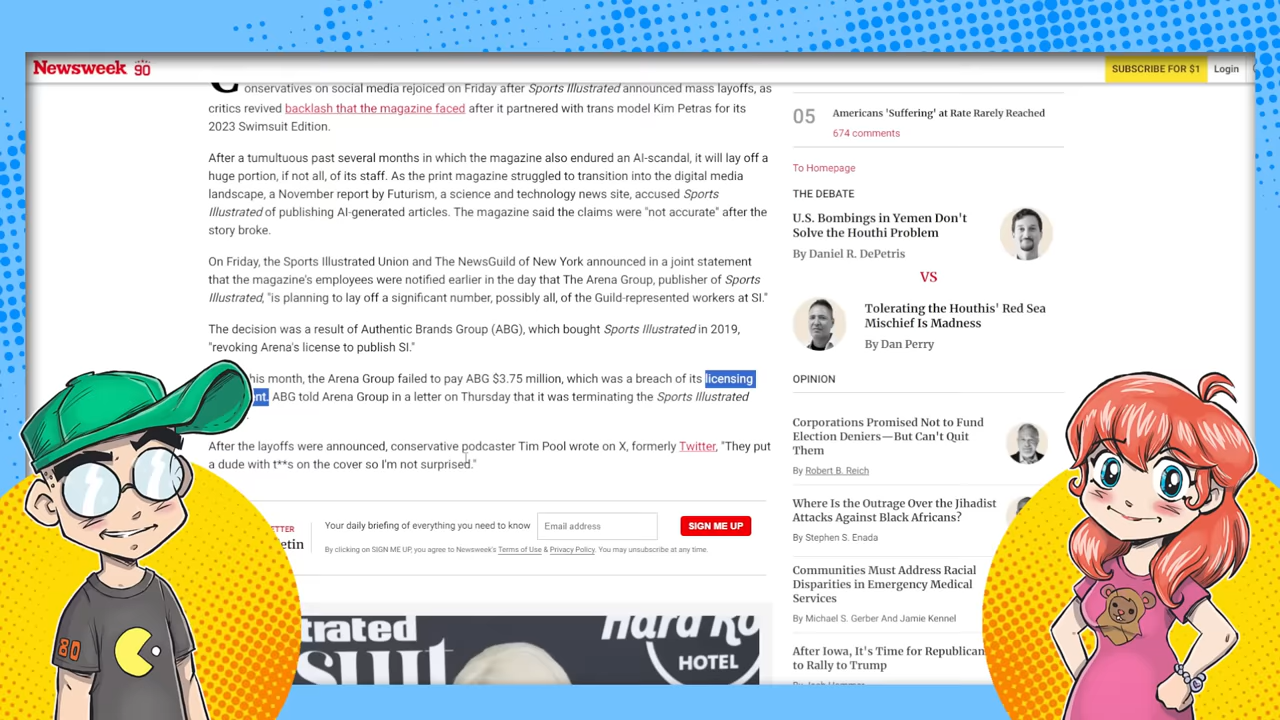 Newsweek 90
SUBSCRIBE FOR $1
Login
onservatives on social media rejoiced on Friday after Sports Illustrated announced mass layoffs, as
critics revived backlash that the magazine faced after it partnered with trans model Kim Petras for its
2023 Swimsuit Edition.
After a tumultuous past several months in which the magazine also endured an AI-scandal, it will lay off a
huge portion, if not all, of its staff. As the print magazine struggled to transition into the digital media
landscape, a November report by Futurism, a science and technology news site, accused Sports
Illustrated of publishing AI-generated articles. The magazine said the claims were "not accurate" after the
story broke.
On Friday, the Sports Illustrated Union and The NewsGuild of New York announced in a joint statement
that the magazine's employees were notified earlier in the day that The Arena Group, publisher of Sports
Illustrated, "is planning to lay off a significant number, possibly all, of the Guild-represented workers at SI."
The decision was a result of Authentic Brands Group (ABG), which bought Sports Illustrated in 2019,
"revoking Arena's license to publish SI."
his month, the Arena Group failed to pay ABG $3.75 million, which was a breach of its licensing
nt. ABG told Arena Group in a letter on Thursday that it was terminating the Sports Illustrated
After the layoffs were announced, conservative podcaster Tim Pool wrote on X, formerly Twitter, "They put
a dude with t**s on the cover so I'm not surprised."
ETTER
etin
Your daily briefing of everything you need to know
Email address
SIGN ME UP
By clicking on SIGN ME UP, you agree to Newsweek's Terms of Use & Privacy Policy. You may unsubscribe at any time.
trated
SUIT
Hard Ro
HOTEL
05
Americans 'Suffering' at Rate Rarely Reached
674 comments
To Homepage
THE DEBATE
U.S. Bombings in Yemen Don't
Solve the Houthi Problem
By Daniel R. DePetris
VS
Tolerating the Houthis' Red Sea
Mischief Is Madness
By Dan Perry
OPINION
Corporations Promised Not to Fund
Election Deniers—But Can't Quit
Them
By Robert B. Reich
Where Is the Outrage Over the Jihadist
Attacks Against Black Africans?
By Stephen S. Enada
Communities Must Address Racial
Disparities in Emergency Medical
Services
By Michael S. Gerber And Jamie Kennel
After Iowa, It's Time for Republican
to Rally to Trump
80